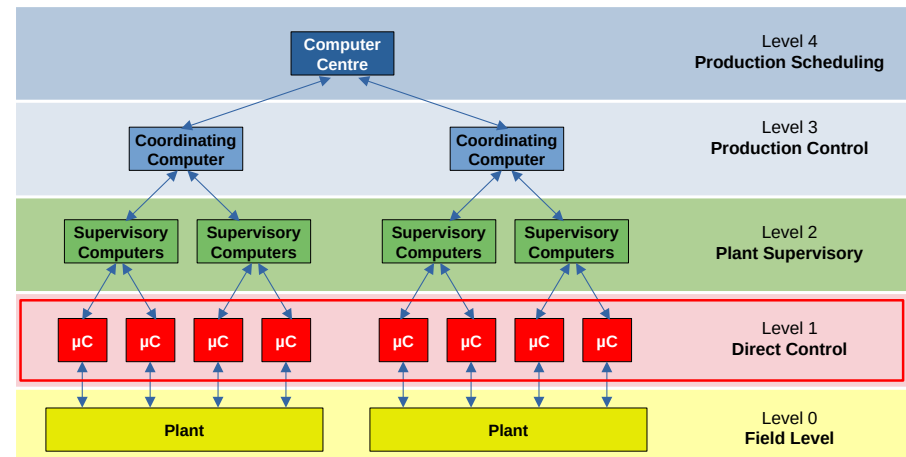 Computer
Centre
Level 4
Production Scheduling
Coordinating
Computer
Coordinating
Computer
Level 3
Production Control
Supervisory
Computers
Supervisory
Computers
Supervisory
Computers
Supervisory
Computers
Level 2
Plant Supervisory
µC
µC
µC
µC
µC
µC
µC
µC
Level 1
Direct Control
Plant
Plant
Level 0
Field Level